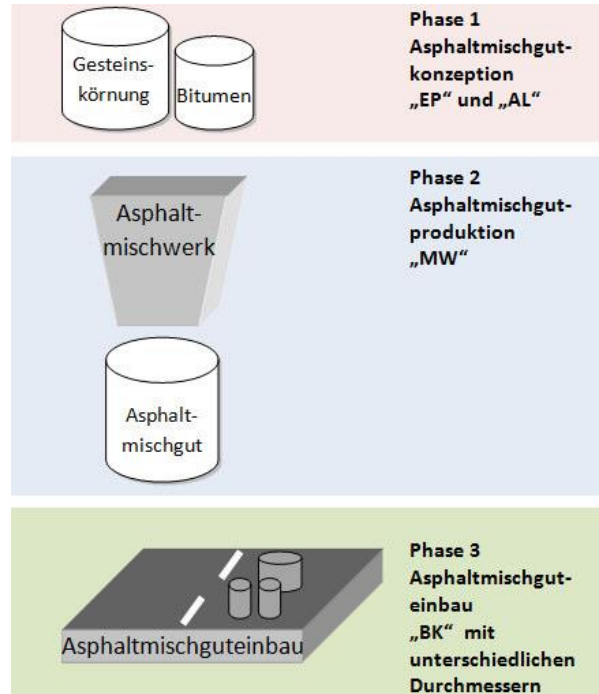 Gesteins-
körnung
Bitumen
Phase 1
Asphaltmischgut-
konzeption
„EP“ und „AL“
Asphalt-
mischwerk
Asphalt-
mischgut
Phase 2
Asphaltmischgut-
produktion
„MW“
Asphaltmischguteinbau
Phase 3
Asphaltmischgut-
einbau
„BK“ mit
unterschiedlichen
Durchmessern